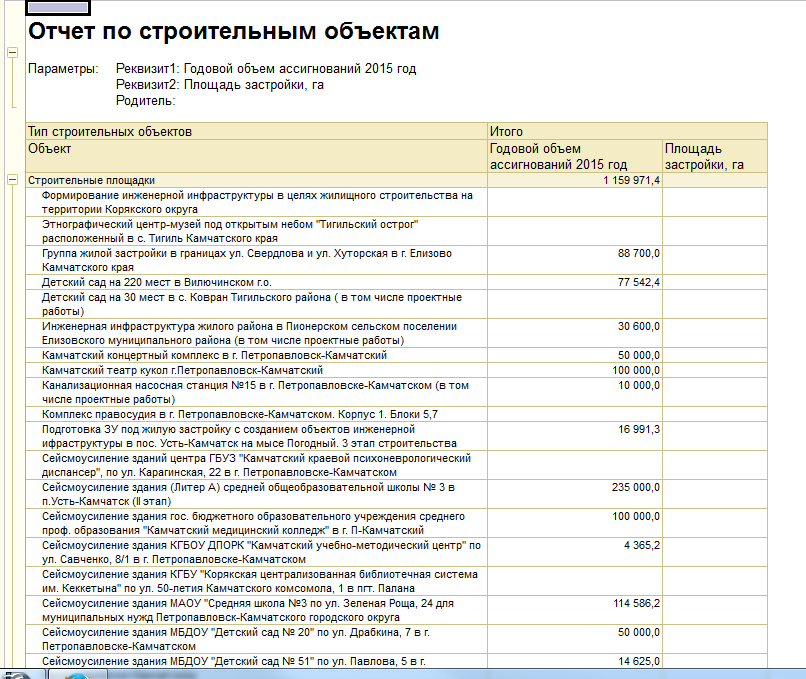 Отчет по строительным объектам
Параметры: Реквизит1: Годовой объем ассигнований 2015 год
Реквизит2: Площадь застройки, га
Родитель:
Тип строительных объектов Итого
Объект Годовой объем Площадь
ассигнований 2015 год застройки, га
Строительные площадки 1 159 971,4
Формирование инженерной инфраструктуры в целях жилищного строительства на
территории Корякского округа
Этнографический центр-музей под открытым небом "Тигильский острог"
расположенный в с. Тигиль Камчатского края
Группа жилой застройки в границах ул. Свердлова и ул. Хуторская в г. Елизово 88 700,0
Камчатского края
Детский сад на 220 мест в Вилючинском г.о. 77 542,4
Детский сад на 30 мест в с. Ковран Тигильского района ( в том числе проектные
работы)
Инженерная инфраструктура жилого района в Пионерском сельском поселении 30 600,0
Елизовского муниципального района (в том числе проектные работы)
Камчатский концертный комплекс в г. Петропавловск-Камчатский 50 000,0
Камчатский театр кукол г.Петропавловск-Камчатский 100 000,0
Канализационная насосная станция №15 в г. Петропавловске-Камчатском (в том 10 000,0
числе проектные работы)
Комплекс правосудия в г. Петропавловске-Камчатском. Корпус 1. Блоки 5,7
Подготовка ЗУ под жилую застройку с созданием объектов инженерной 16 991,3
ифраструктуры в пос. Усть-Камчатск на мысе Погодный. 3 этап строительства
Сейсмоусиление зданий центра ГБУЗ "Камчатский краевой психоневрологический
диспансер", по ул. Карагинская, 22 в г. Петропавловске-Камчатском
Сейсмоусиление здания (Литер А) средней общеобразовательной школы № 3 в 235 000,0
п.Усть-Камчатск (II этап)
Сейсмоусиление здания гос. бюджетного образовательного учреждения среднего 100 000,0
проф. образования "Камчатский медицинский колледж" в г. П-Камчатский
Сейсмоусиление здания КГБОУ ДПОРК "Камчатский учебно-методический центр" по 4 365,2
ул. Савченко, 8/1 в г. Петропавловске-Камчатском
Сейсмоусиление здания КГБУ "Корякская централизованная библиотечная система
им. Кеккетына" по ул. 50-летия Камчатского комсомола, 1 в пгт. Палана
Сейсмоусиление здания МАОУ "Средняя школа №3 по ул. Зеленая Роща, 24 для 114 586,2
муниципальных нужд Петропавловск-Камчатского городского округа
Сейсмоусиление здания МБДОУ "Детский сад № 20" по ул. Драбкина, 7 в г. 50 000,0
Петропавловске-Камчатском
Сейсмоусиление здания МБДОУ "Детский сад № 51" по ул. Павлова, 5 в г. 14 625,0